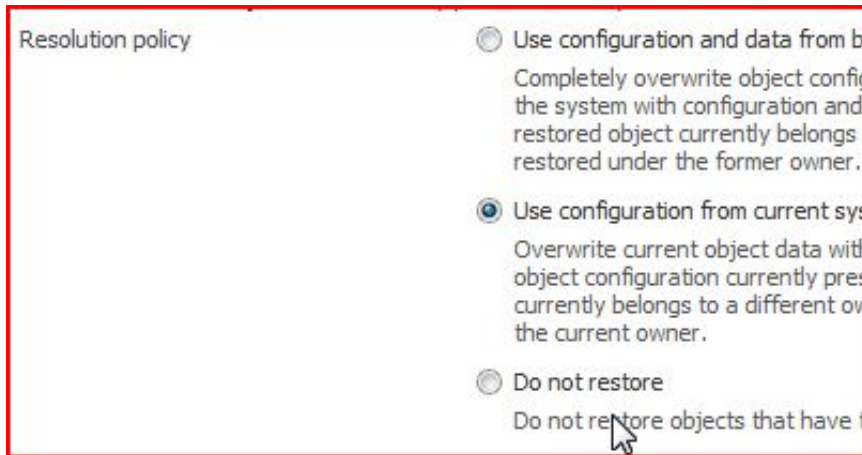 Resolution policy
Use configuration and data from b
Completely overwrite object config
the system with configuration and
restored object currently belongs
restored under the former owner.
Use configuration from current sys
Overwrite current object data with
object configuration currently pres
currently belongs to a different ow
the current owner.
Do not restore
Do not restore objects that have t